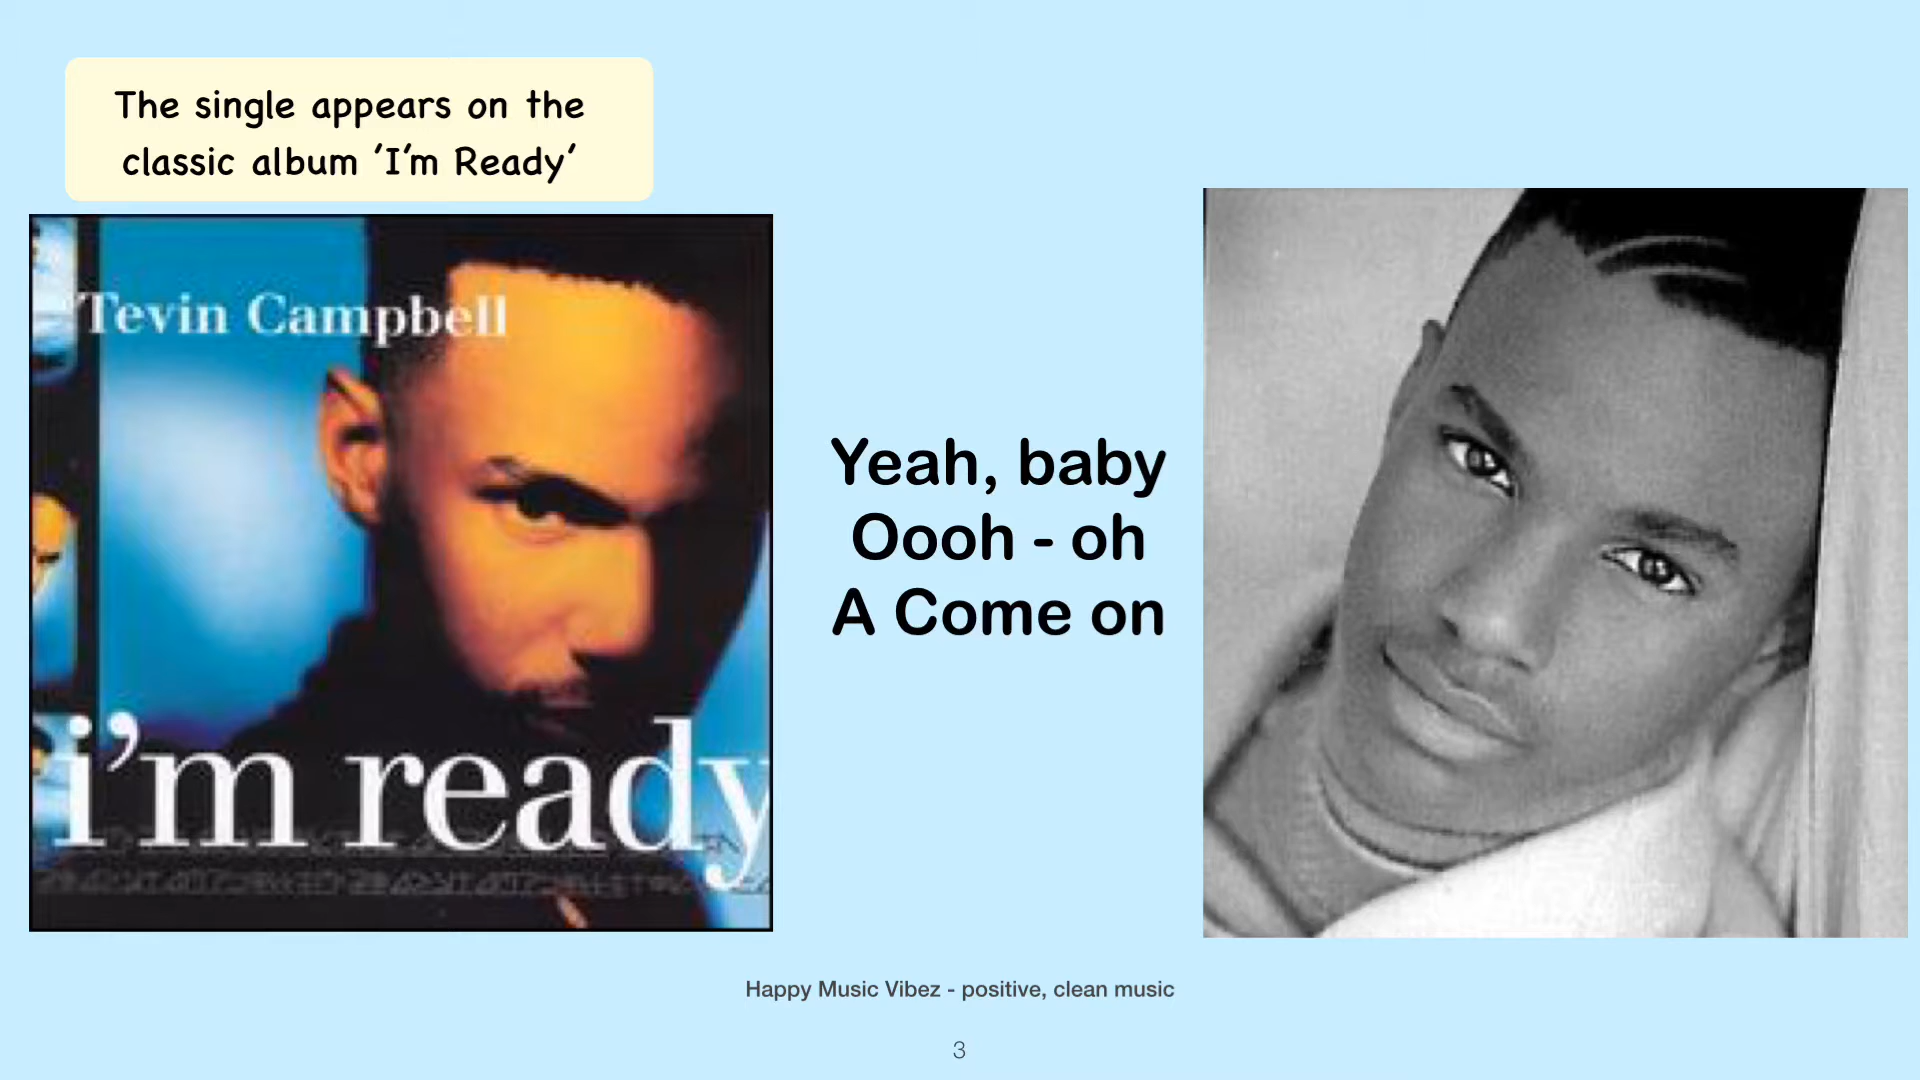 The single appears on the
classic album ‘I’m Ready’
Tevin Campbell
i’m ready
Yeah, baby
Oooh - oh
A Come on
Happy Music Vibez - positive, clean music
3